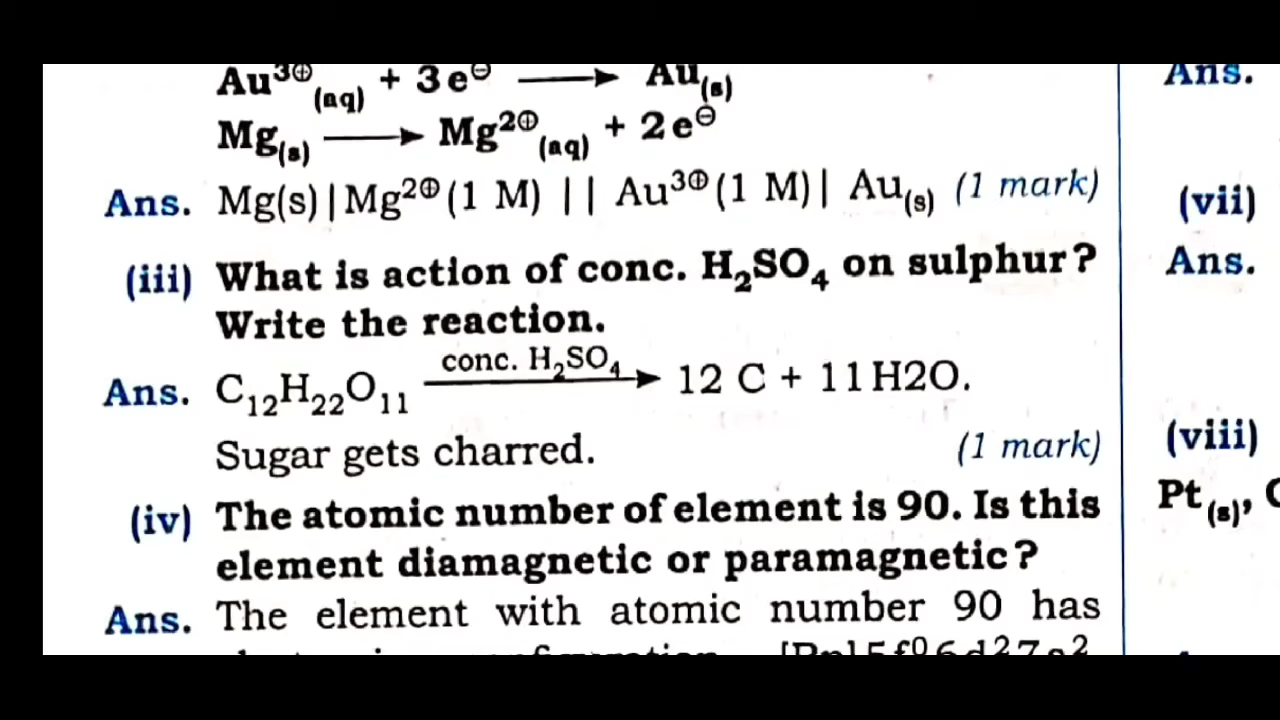 Au³⊕(aq) + 3e⊖ ⟶ Au(s)
Mg(s) ⟶ Mg²⊕(aq) + 2e⊖
Ans. Mg(s)|Mg²⊕(1 M) || Au³⊕(1 M)| Au(s) (1 mark)
(iii) What is action of conc. H₂SO₄ on sulphur?
Write the reaction.
conc. H₂SO₄
Ans. C₁₂H₂₂O₁₁ ⟶ 12 C + 11H2O.
Sugar gets charred. (1 mark)
(iv) The atomic number of element is 90. Is this
element diamagnetic or paramagnetic?
Ans. The element with atomic number 90 has
Ans.
(vii)
Ans.
(viii)
Pt(s),